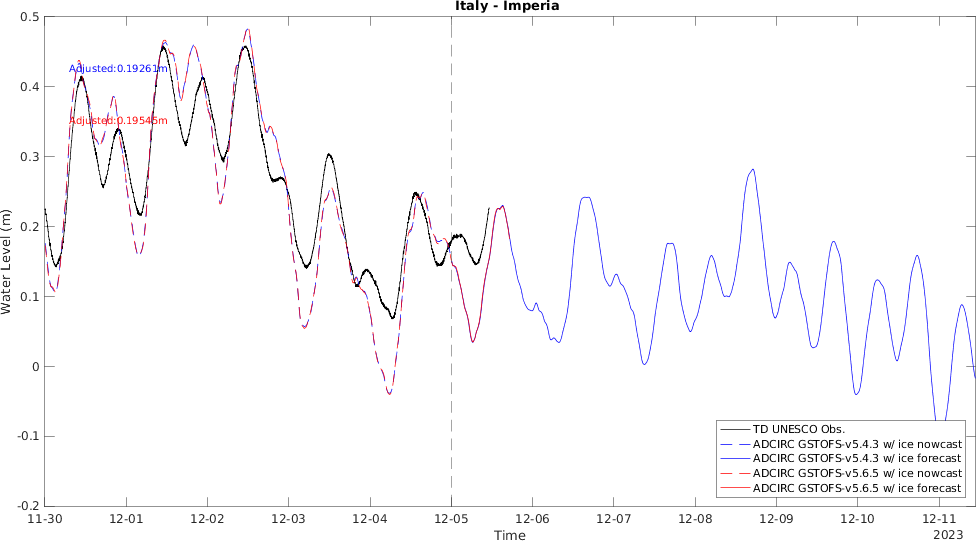 Italy - Imperia
0.5
0.4
0.3
0.2
0.1
0
-0.1
-0.2
Water Level (m)
Adjusted:0.19261m
Adjusted:0.19545m
TD UNESCO Obs.
ADCIRC GSTOFS-v5.4.3 w/ ice nowcast
ADCIRC GSTOFS-v5.4.3 w/ ice forecast
ADCIRC GSTOFS-v5.6.5 w/ ice nowcast
ADCIRC GSTOFS-v5.6.5 w/ ice forecast
11-30 12-01 12-02 12-03 12-04 12-05 12-06 12-07 12-08 12-09 12-10 12-11
Time
2023